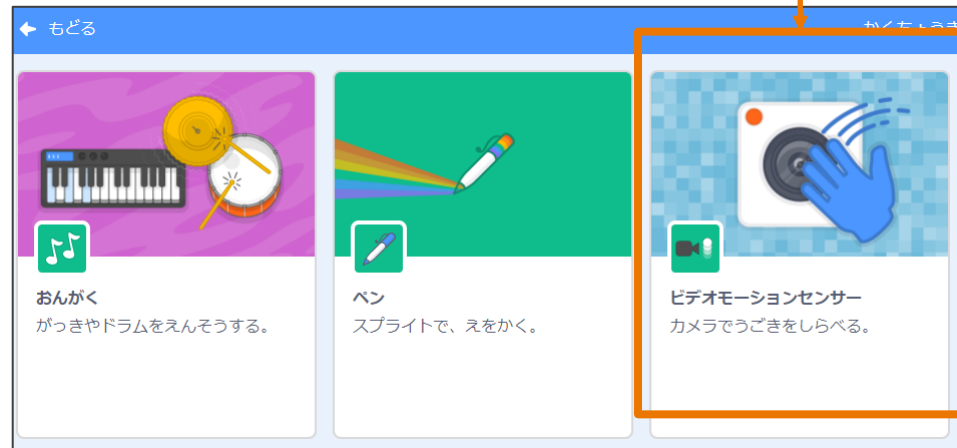 もどる
おんがく
がっきやドラムをえんそうする。
ペン
スプライトで、えをかく。
ビデオモーションセンサー
カメラでうごきをしらべる。